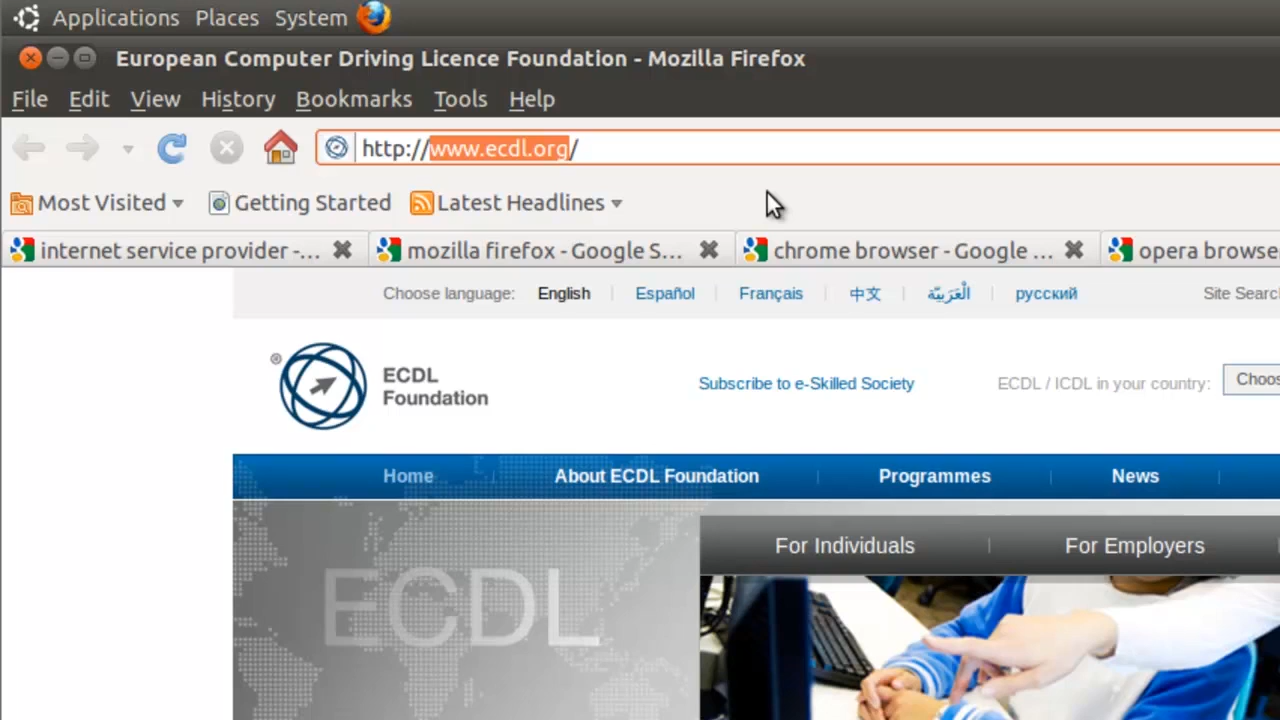 Applications Places System
European Computer Driving Licence Foundation - Mozilla Firefox
File Edit View History Bookmarks Tools Help
http://www.ecdl.org/
Most Visited Getting Started Latest Headlines
internet service provider -... mozilla firefox - Google S... chrome browser - Google ... opera browse
Choose language: English Español Français 中文 الْعَرَبيّة русский Site Searc
® ECDL
Foundation
Subscribe to e-Skilled Society ECDL / ICDL in your country: Choos
Home About ECDL Foundation Programmes News
For Individuals For Employers
ECDL